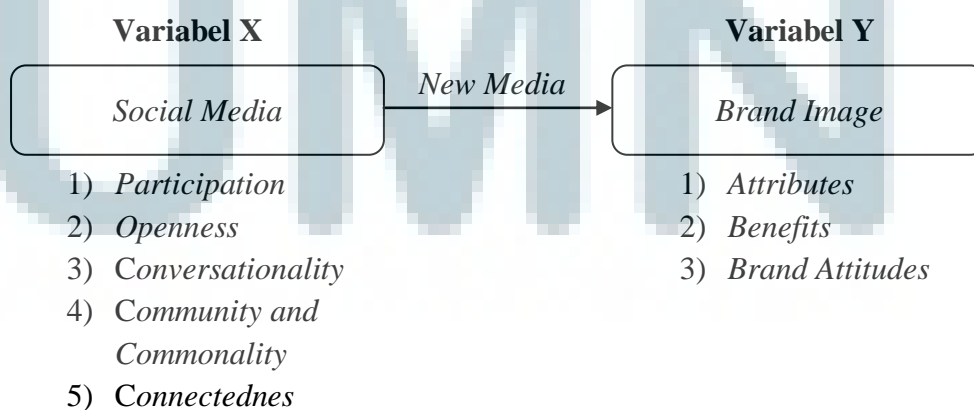 Variabel X
Variabel Y
Social Media
New Media
Brand Image
1) Participation
2) Openness
3) Conversationality
4) Community and
Commonality
5) Connectednes
1) Attributes
2) Benefits
3) Brand Attitudes